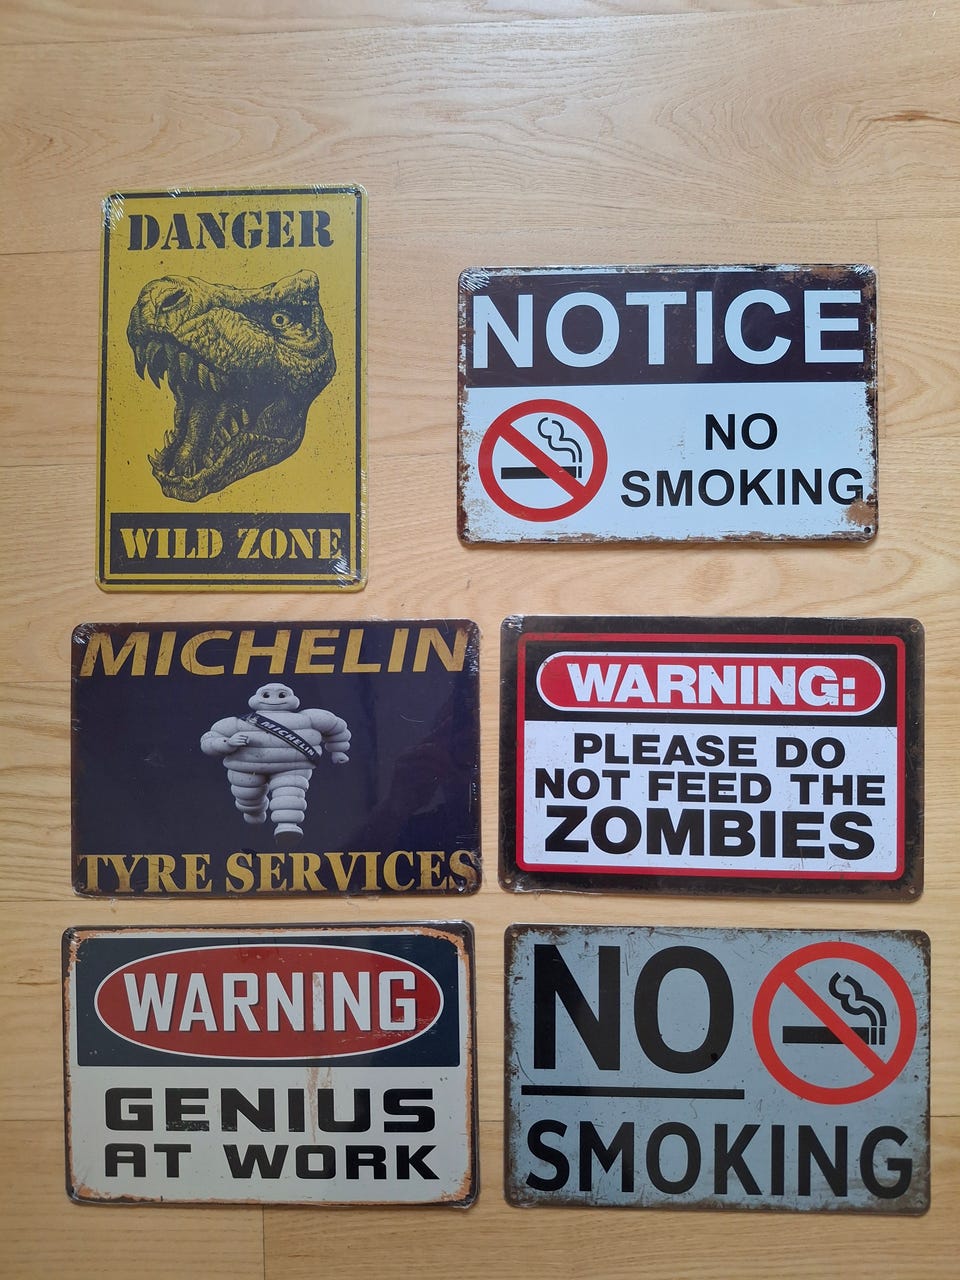 DANGER
WILD ZONE
NOTICE
NO
SMOKING
MICHELIN
MICHELIN
TYRE SERVICES
WARNING:
PLEASE DO
NOT FEED THE
ZOMBIES
WARNING
GENIUS
AT WORK
NO
SMOKING